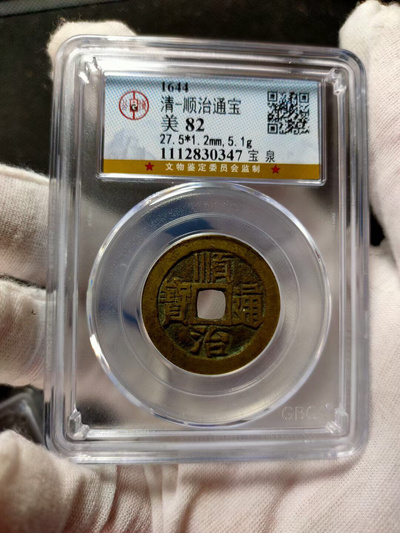 1644
清-顺治通宝
美 82
27.5*1.2mm,5.1g
1112830347 宝 泉
★ 文物鉴定委员会监制 ★
順
寶 通
治
GBCA